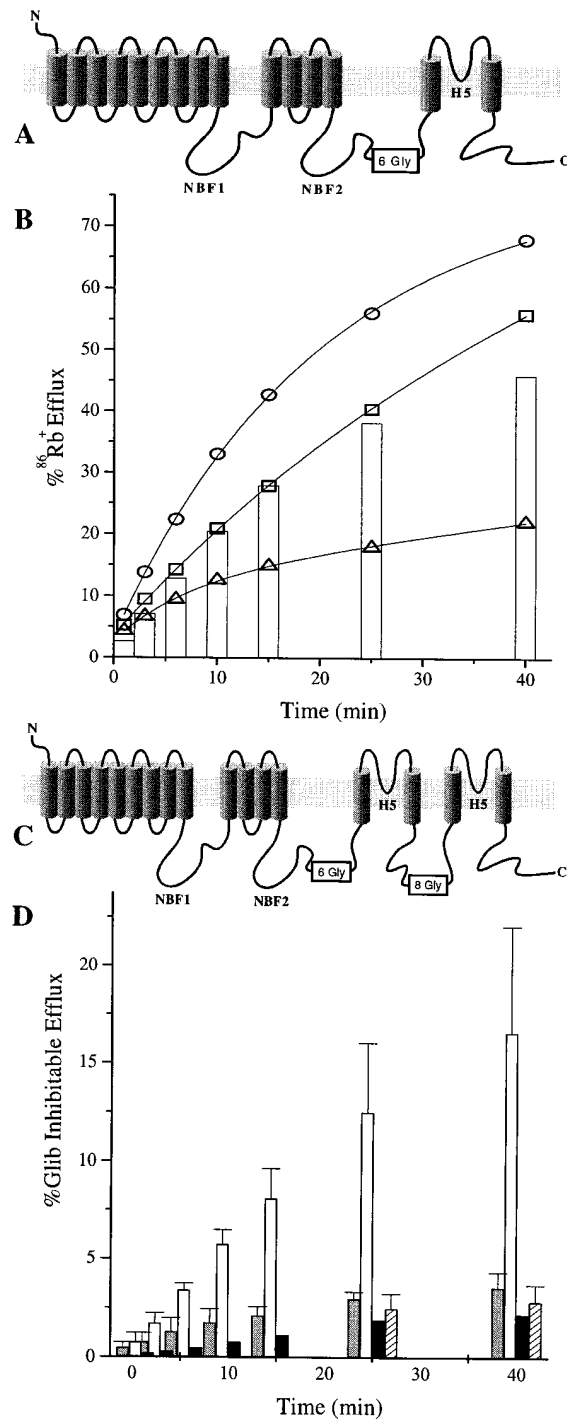 N
H5
A
6 Gly
C
NBF1
NBF2
B
70
60
50
40
30
20
10
0
% 86Rb+ Efflux
0
10
20
30
40
Time (min)
N
H5
H5
C
6 Gly
8 Gly
C
NBF1
NBF2
D
20
15
10
5
0
%Glib Inhibitable Efflux
0
10
20
30
40
Time (min)